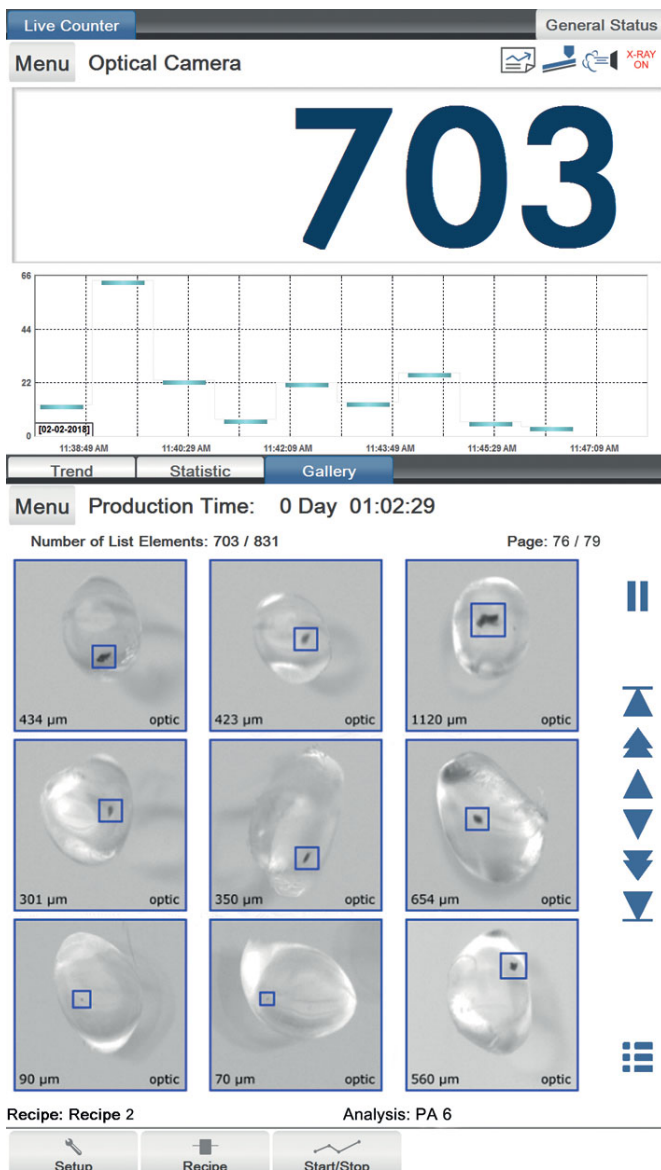 Live Counter General Status
Menu Optical Camera X-RAY ON
703
66
44
22
0 [02-02-2018]
11:38:49 AM 11:40:29 AM 11:42:09 AM 11:43:49 AM 11:45:29 AM 11:47:09 AM
Trend Statistic Gallery
Menu Production Time: 0 Day 01:02:29
Number of List Elements: 703 / 831 Page: 76 / 79
434 µm optic 423 µm optic 1120 µm optic
301 µm optic 350 µm optic 654 µm optic
90 µm optic 70 µm optic 560 µm optic
Recipe: Recipe 2 Analysis: PA 6
Setup Recipe Start/Stop